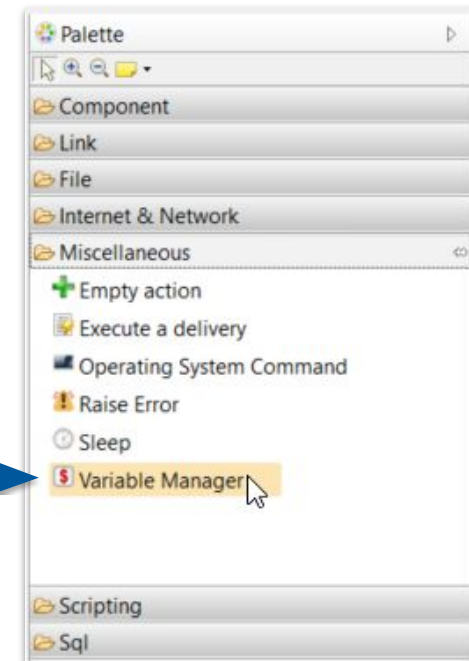 Palette
Component
Link
File
Internet & Network
Miscellaneous
Empty action
Execute a delivery
Operating System Command
Raise Error
Sleep
$ Variable Manager
Scripting
Sql